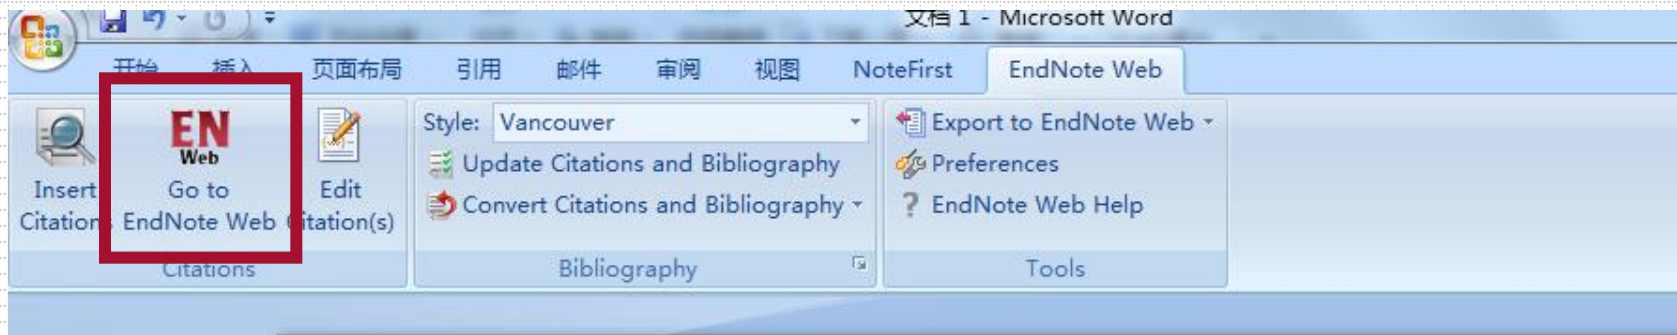 文档 1 - Microsoft Word
开始 插入 页面布局 引用 邮件 审阅 视图 NoteFirst EndNote Web
Insert Citations
EN Web
Go to EndNote Web
Edit Citation(s)
Citations
Style: Vancouver
Update Citations and Bibliography
Convert Citations and Bibliography
Bibliography
Export to EndNote Web
Preferences
? EndNote Web Help
Tools